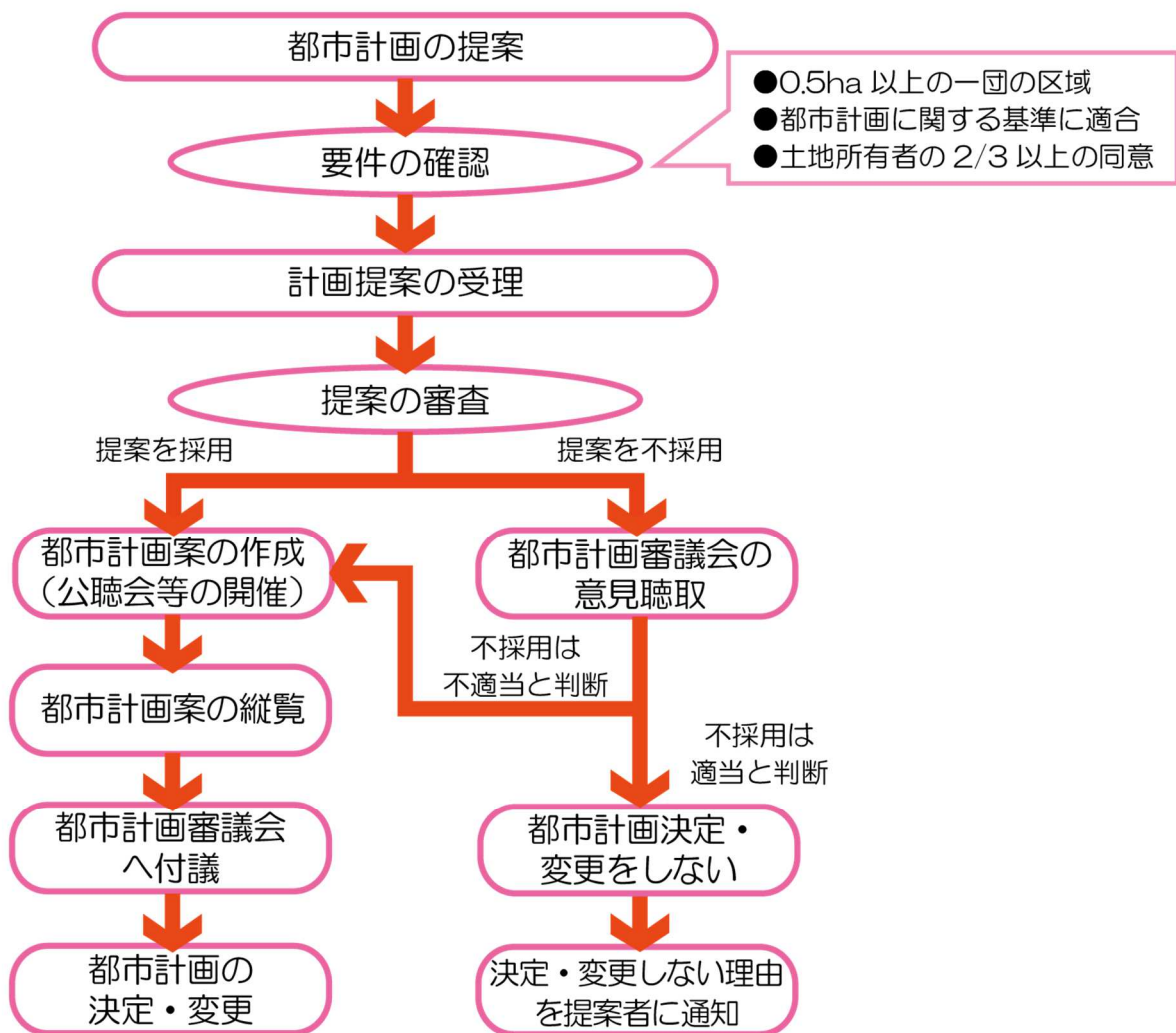 都市計画の提案
●0.5ha 以上の一団の区域
●都市計画に関する基準に適合
●土地所有者の 2/3 以上の同意
要件の確認
計画提案の受理
提案の審査
提案を採用
提案を不採用
都市計画案の作成
（公聴会等の開催）
都市計画審議会の
意見聴取
不採用は
不適当と判断
都市計画案の縦覧
不採用は
適当と判断
都市計画審議会
へ付議
都市計画決定・
変更をしない
都市計画の
決定・変更
決定・変更しない理由
を提案者に通知